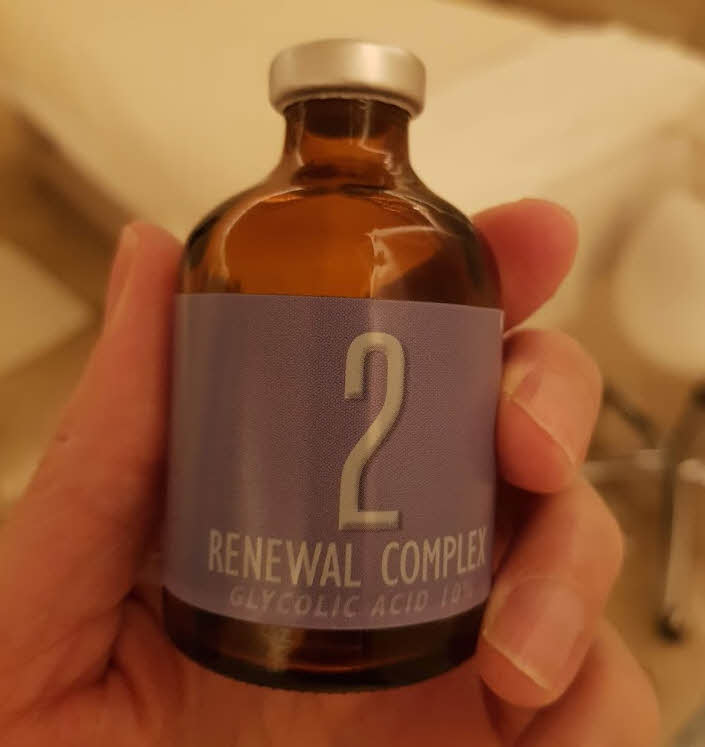 2
RENEWAL COMPLEX
GLYCOLIC ACID 10%